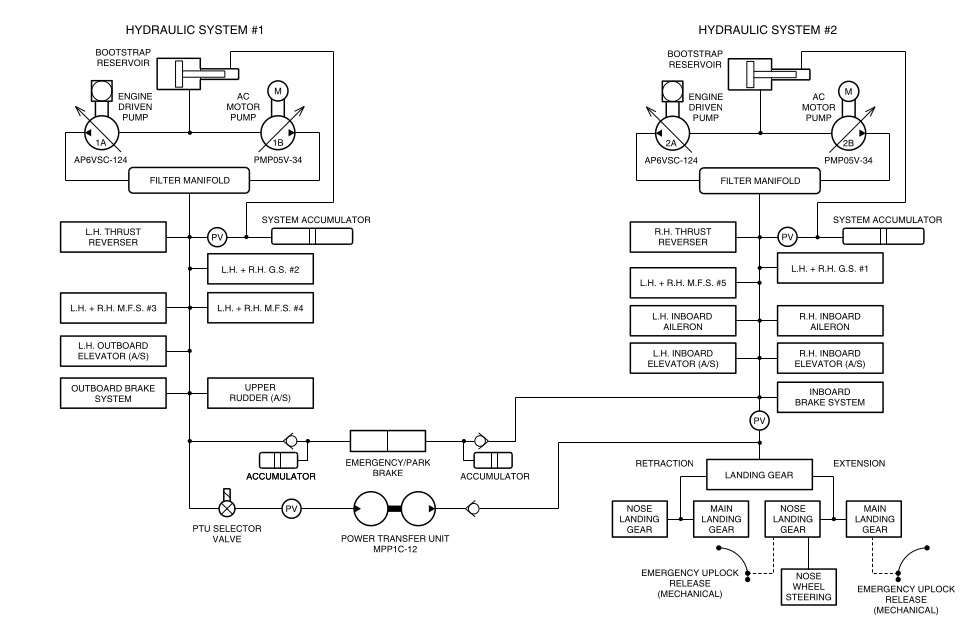 HYDRAULIC SYSTEM #1
BOOTSTRAP
RESERVOIR
ENGINE
DRIVEN
PUMP
AC
MOTOR
PUMP
M
1A
1B
AP6VSC-124
PMP05V-34
FILTER MANIFOLD
SYSTEM ACCUMULATOR
L.H. THRUST
REVERSER
PV
L.H. + R.H. G.S. #2
L.H. + R.H. M.F.S. #3
L.H. + R.H. M.F.S. #4
L.H. OUTBOARD
ELEVATOR (A/S)
OUTBOARD BRAKE
SYSTEM
UPPER
RUDDER (A/S)
ACCUMULATOR
EMERGENCY/PARK
BRAKE
ACCUMULATOR
PTU SELECTOR
VALVE
PV
POWER TRANSFER UNIT
MPP1C-12
HYDRAULIC SYSTEM #2
BOOTSTRAP
RESERVOIR
ENGINE
DRIVEN
PUMP
AC
MOTOR
PUMP
M
2A
2B
AP6VSC-124
PMP05V-34
FILTER MANIFOLD
SYSTEM ACCUMULATOR
R.H. THRUST
REVERSER
PV
L.H. + R.H. G.S. #1
L.H. + R.H. M.F.S. #5
L.H. INBOARD
AILERON
R.H. INBOARD
AILERON
L.H. INBOARD
ELEVATOR (A/S)
R.H. INBOARD
ELEVATOR (A/S)
INBOARD
BRAKE SYSTEM
PV
RETRACTION
LANDING GEAR
EXTENSION
NOSE
LANDING
GEAR
MAIN
LANDING
GEAR
NOSE
LANDING
GEAR
MAIN
LANDING
GEAR
EMERGENCY UPLOCK
RELEASE
(MECHANICAL)
NOSE
WHEEL
STEERING
EMERGENCY UPLOCK
RELEASE
(MECHANICAL)